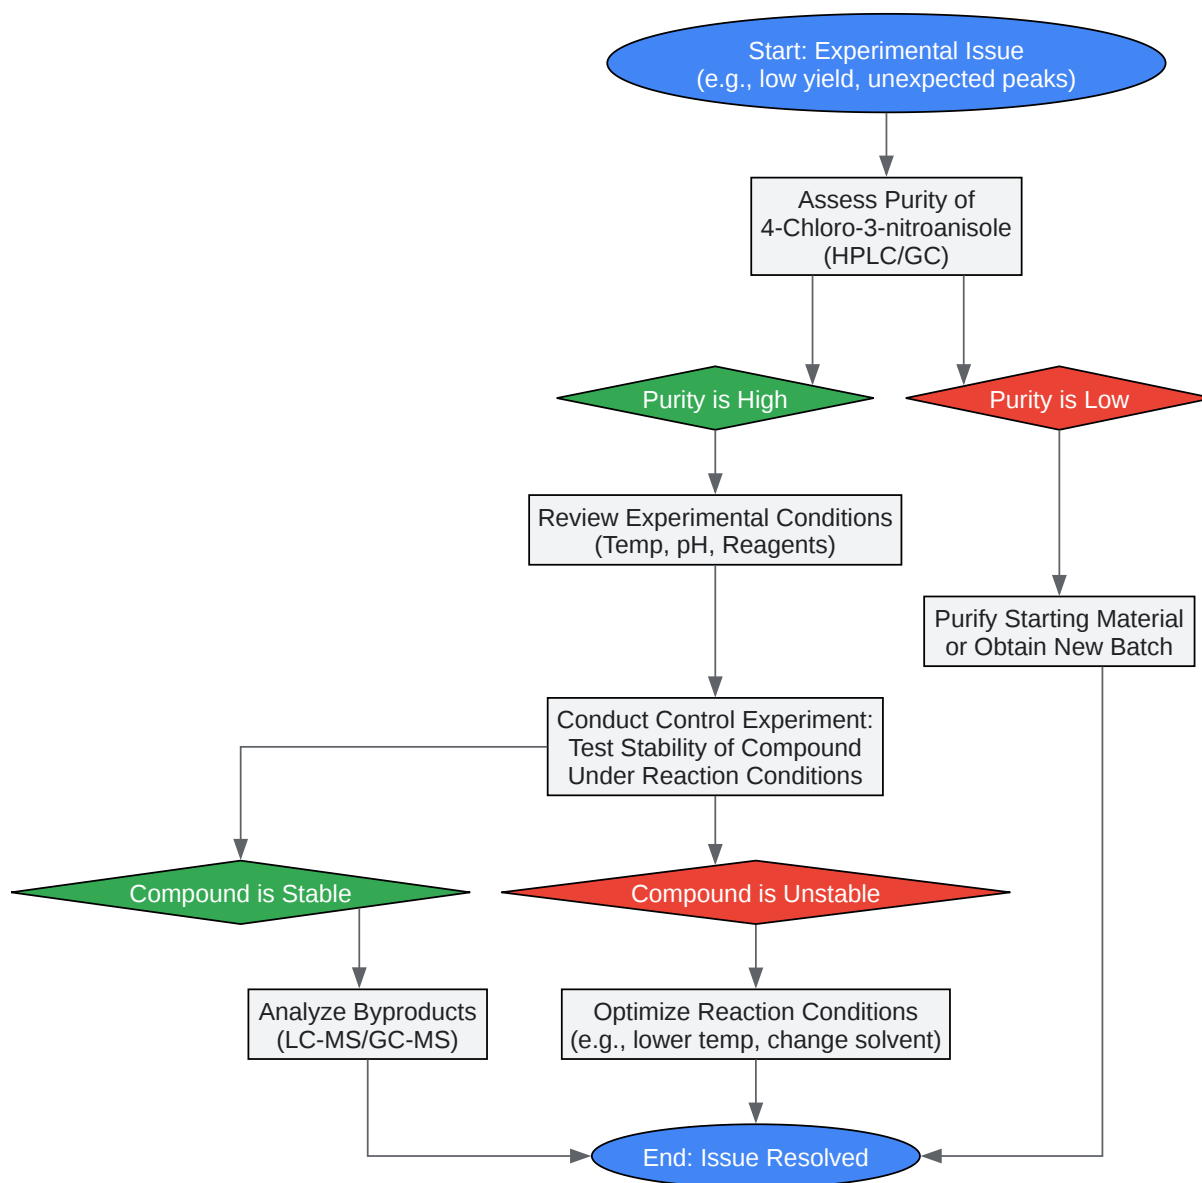 Start: Experimental Issue
(e.g., low yield, unexpected peaks)
Assess Purity of
4-Chloro-3-nitroanisole
(HPLC/GC)
Purity is High
Purity is Low
Review Experimental Conditions
(Temp, pH, Reagents)
Purify Starting Material
or Obtain New Batch
Conduct Control Experiment:
Test Stability of Compound
Under Reaction Conditions
Compound is Stable
Compound is Unstable
Analyze Byproducts
(LC-MS/GC-MS)
Optimize Reaction Conditions
(e.g., lower temp, change solvent)
End: Issue Resolved